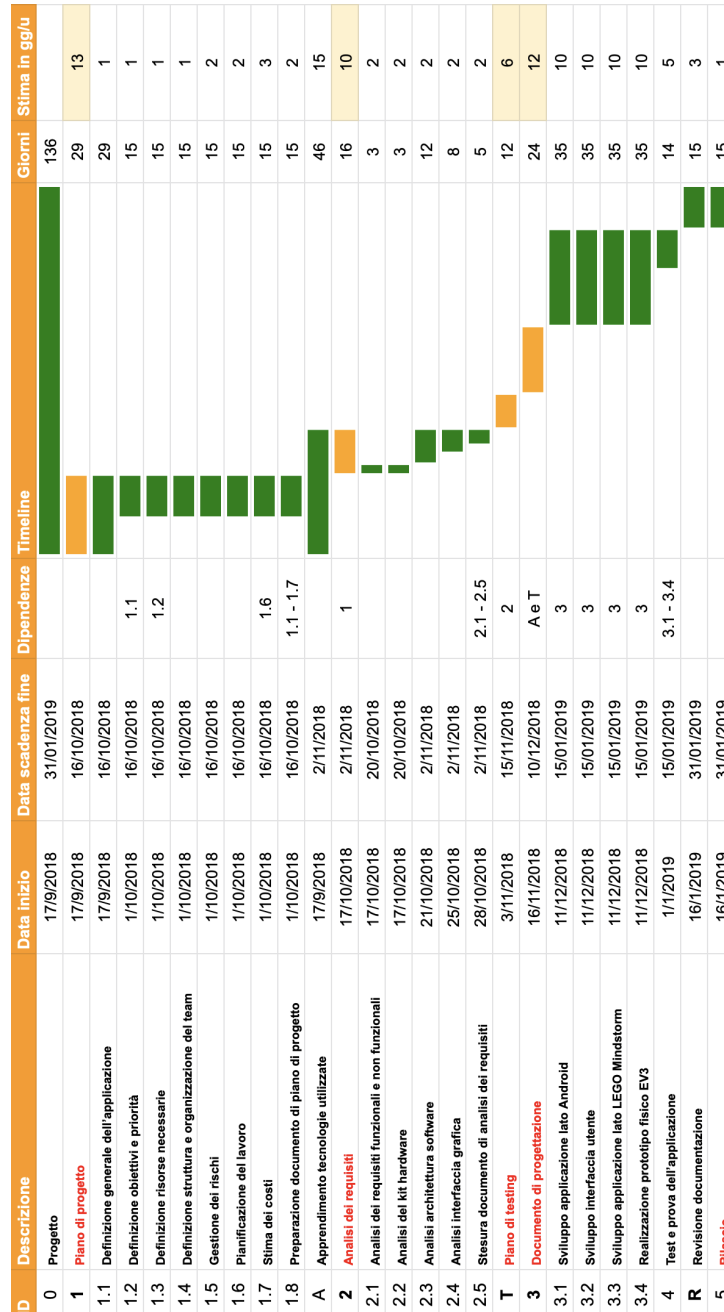 D Descrizione Data inizio Data scadenza fine Dipendenze Timeline Giorni Stima in gg/u
0 Progetto 17/9/2018 31/01/2019 136
1 Piano di progetto 17/9/2018 16/10/2018 29 13
1.1 Definizione generale dell'applicazione 17/9/2018 16/10/2018 29 1
1.2 Definizione obiettivi e priorità 1/10/2018 16/10/2018 1.1 15 1
1.3 Definizione risorse necessarie 1/10/2018 16/10/2018 1.2 15 1
1.4 Definizione struttura e organizzazione del team 1/10/2018 16/10/2018 15 1
1.5 Gestione dei rischi 1/10/2018 16/10/2018 15 2
1.6 Pianificazione del lavoro 1/10/2018 16/10/2018 15 2
1.7 Stima dei costi 1/10/2018 16/10/2018 1.6 15 3
1.8 Preparazione documento di piano di progetto 1/10/2018 16/10/2018 1.1 - 1.7 15 2
A Apprendimento tecnologie utilizzate 17/9/2018 2/11/2018 46 15
2 Analisi dei requisiti 17/10/2018 2/11/2018 1 16 10
2.1 Analisi dei requisiti funzionali e non funzionali 17/10/2018 20/10/2018 3 2
2.2 Analisi del kit hardware 17/10/2018 20/10/2018 3 2
2.3 Analisi architettura software 21/10/2018 2/11/2018 12 2
2.4 Analisi interfaccia grafica 25/10/2018 2/11/2018 8 2
2.5 Stesura documento di analisi dei requisiti 28/10/2018 2/11/2018 2.1 - 2.5 5 2
T Piano di testing 3/11/2018 15/11/2018 2 12 6
3 Documento di progettazione 16/11/2018 10/12/2018 A e T 24 12
3.1 Sviluppo applicazione lato Android 11/12/2018 15/01/2019 3 35 10
3.2 Sviluppo interfaccia utente 11/12/2018 15/01/2019 3 35 10
3.3 Sviluppo applicazione lato LEGO Mindstorm 11/12/2018 15/01/2019 3 35 10
3.4 Realizzazione prototipo fisico EV3 11/12/2018 15/01/2019 3 35 10
4 Test e prova dell'applicazione 1/1/2019 15/01/2019 3.1 - 3.4 14 5
R Revisione documentazione 16/1/2019 31/01/2019 15 3
16/1/2019 31/01/2019 15 1